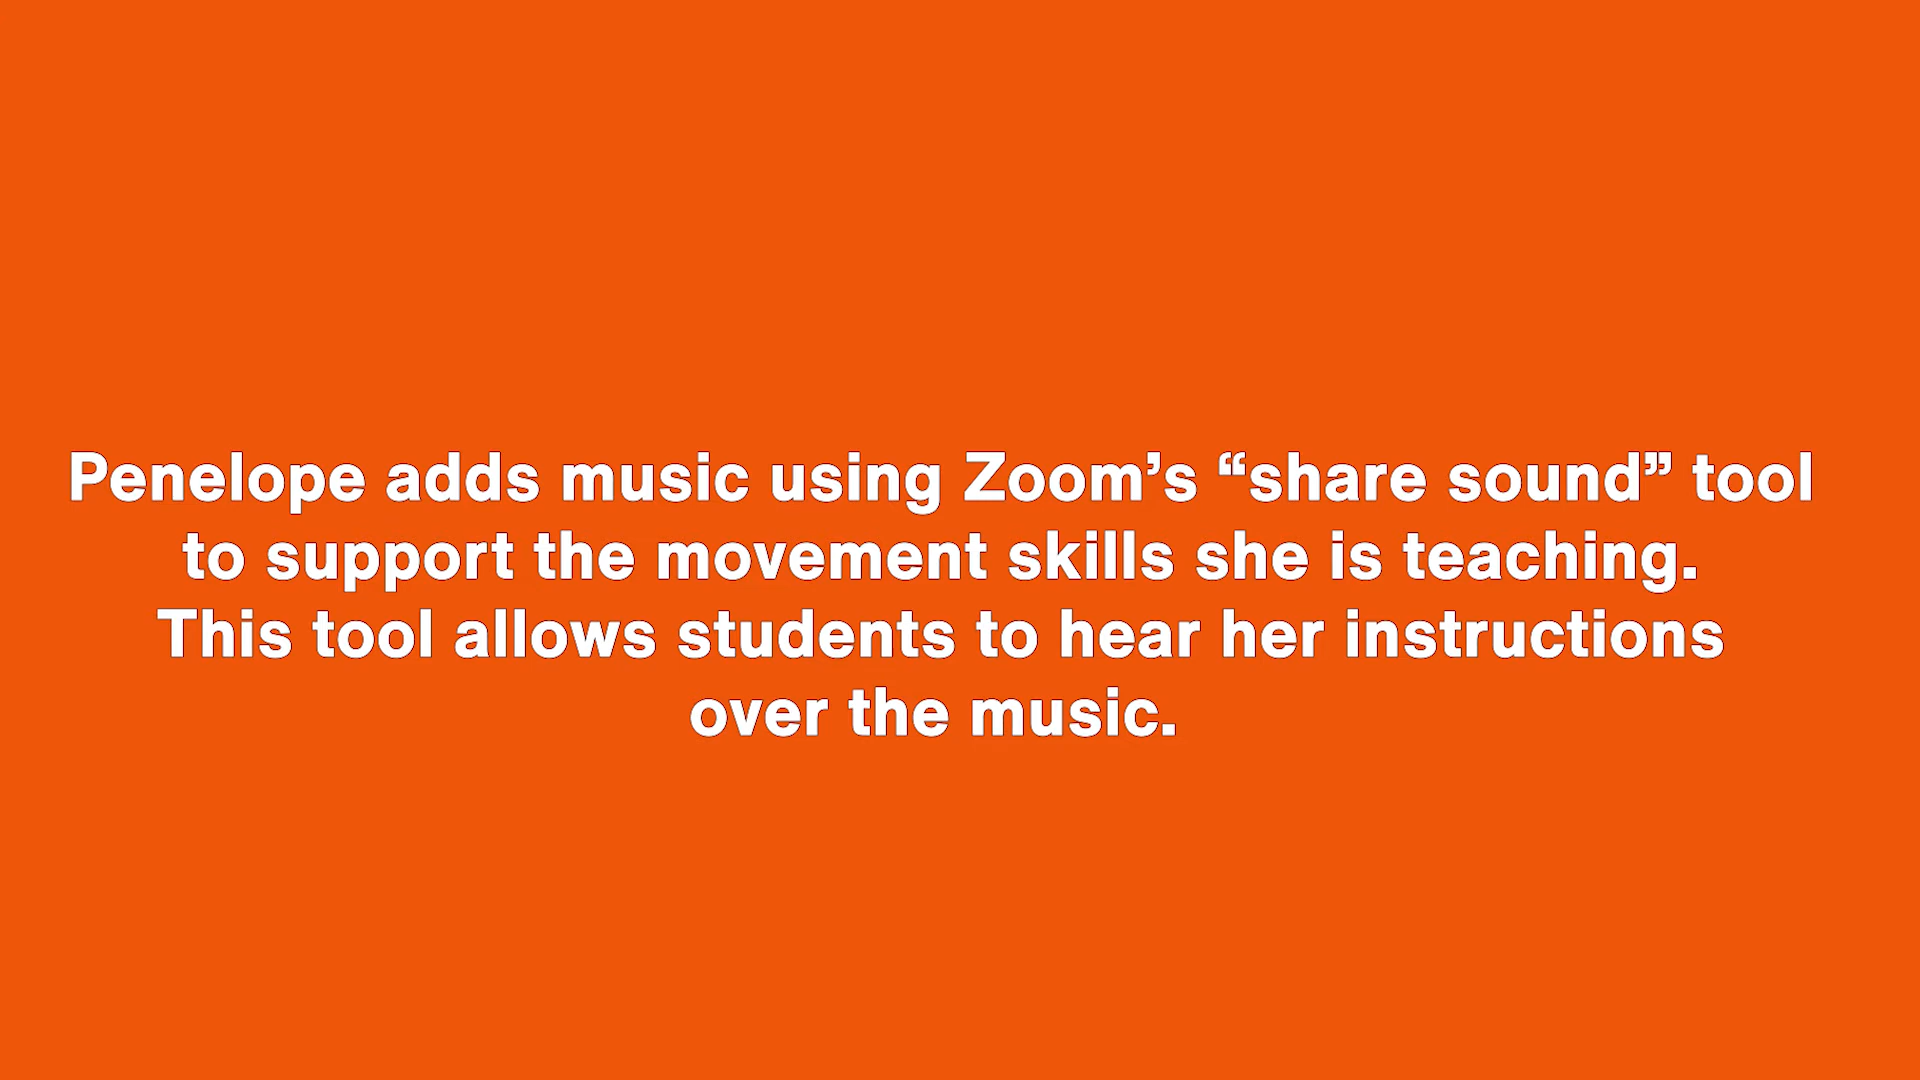 Penelope adds music using Zoom’s “share sound” tool
to support the movement skills she is teaching.
This tool allows students to hear her instructions
over the music.